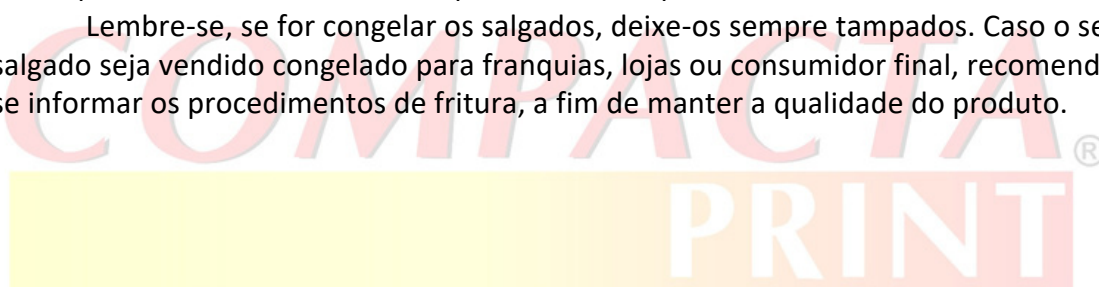 Lembre-se, se for congelar os salgados, deixe-os sempre tampados. Caso o se
salgado seja vendido congelado para franquias, lojas ou consumidor final, recomend
se informar os procedimentos de fritura, a fim de manter a qualidade do produto.
COMPACTA®
PRINT